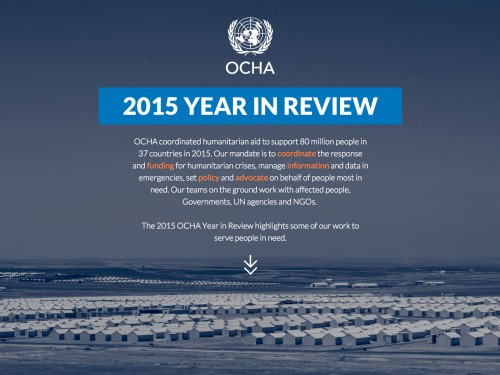 OCHA
2015 YEAR IN REVIEW
OCHA coordinated humanitarian aid to support 80 million people in
37 countries in 2015. Our mandate is to coordinate the response
and funding for humanitarian crises, manage information and data in
emergencies, set policy and advocate on behalf of people most in
need. Our teams on the ground work with affected people,
Governments, UN agencies and NGOs.
The 2015 OCHA Year in Review highlights some of our work to
serve people in need.